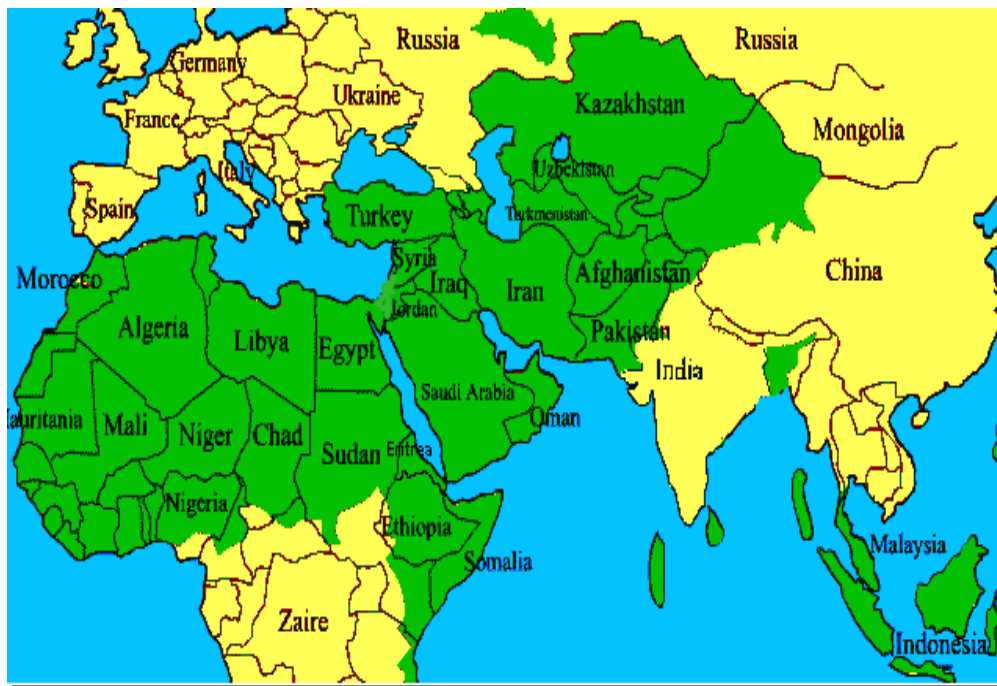 Russia
Russia
Germany
Ukraine
Kazakhstan
France
Mongolia
Italy
Uzbekistan
Spain
Turkey
Turkmenistan
Syria
Afghanistan
China
Morocco
Iraq
Iran
Jordan
Algeria
Libya
Egypt
Pakistan
India
Saudi Arabia
Oman
auritania
Mali
Niger
Chad
Sudan
Eritrea
Nigeria
Ethiopia
Somalia
Malaysia
Zaire
Indonesia